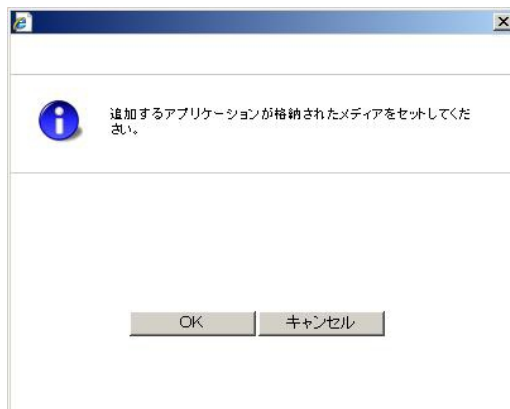 追加するアプリケーションが格納されたメディアをセットしてくだ
さい。
OK
キャンセル